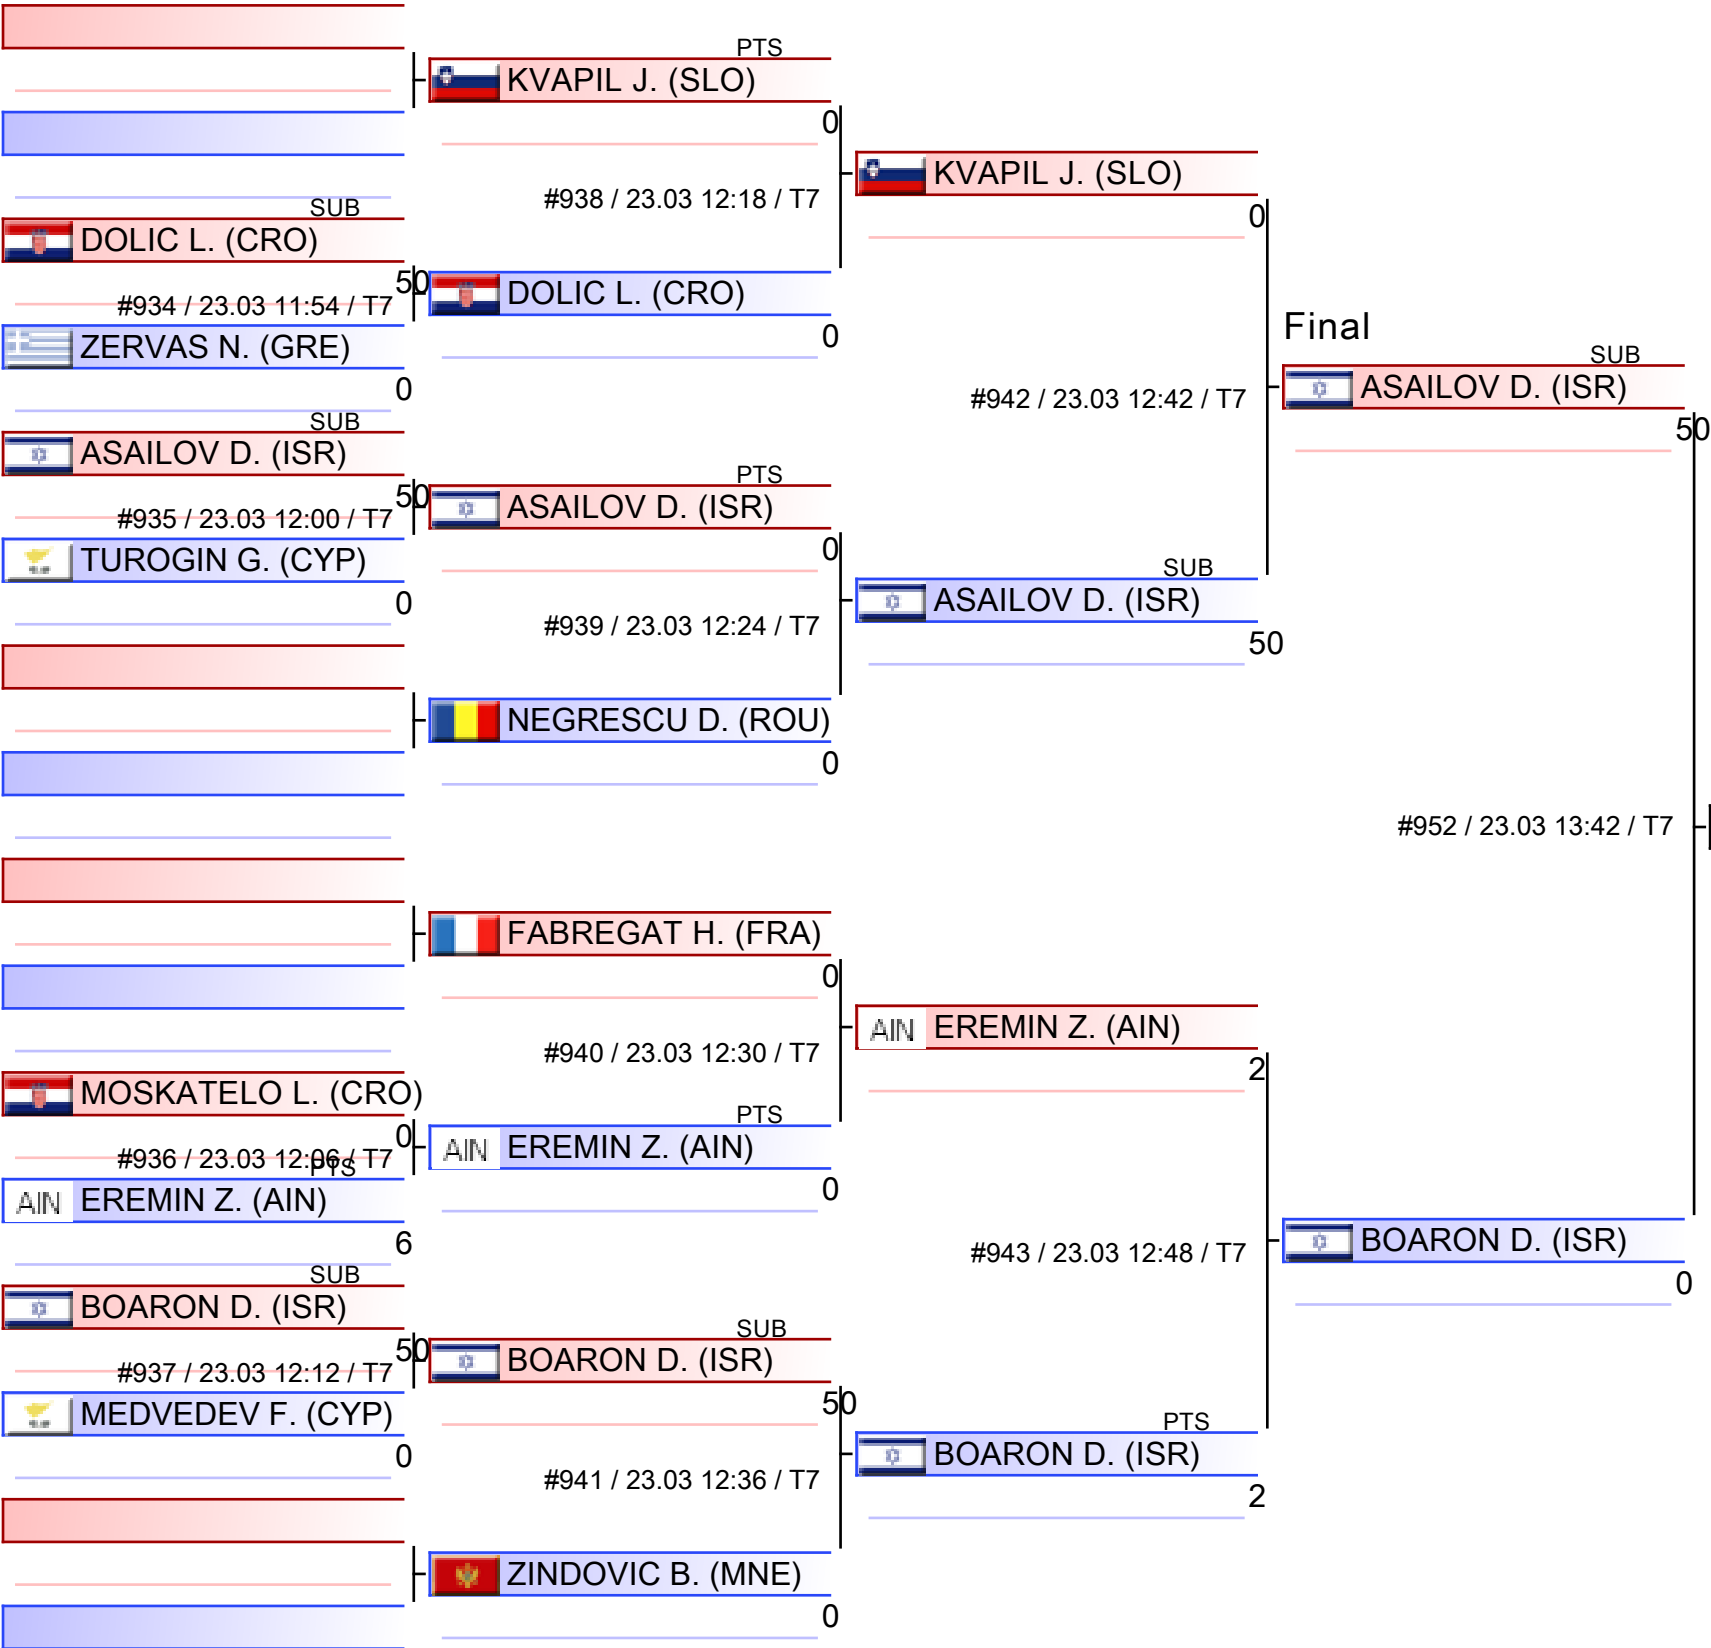 PTS
KVAPIL J. (SLO)
0
#938 / 23.03 12:18 / T7
KVAPIL J. (SLO)
0
SUB
DOLIC L. (CRO)
50
#934 / 23.03 11:54 / T7
DOLIC L. (CRO)
0
ZERVAS N. (GRE)
0
Final
SUB
ASAILOV D. (ISR)
50
#942 / 23.03 12:42 / T7
SUB
ASAILOV D. (ISR)
50
#935 / 23.03 12:00 / T7
PTS
ASAILOV D. (ISR)
0
TUROGIN G. (CYP)
0
SUB
ASAILOV D. (ISR)
50
#939 / 23.03 12:24 / T7
NEGRESCU D. (ROU)
0
#952 / 23.03 13:42 / T7
FABREGAT H. (FRA)
0
#940 / 23.03 12:30 / T7
AIN EREMIN Z. (AIN)
2
MOSKATELO L. (CRO)
0
#936 / 23.03 12:06 / T7
PTS
AIN EREMIN Z. (AIN)
0
PTS
AIN EREMIN Z. (AIN)
6
#943 / 23.03 12:48 / T7
BOARON D. (ISR)
0
SUB
BOARON D. (ISR)
50
#937 / 23.03 12:12 / T7
SUB
BOARON D. (ISR)
50
MEDVEDEV F. (CYP)
0
PTS
BOARON D. (ISR)
2
#941 / 23.03 12:36 / T7
ZINDOVIC B. (MNE)
0